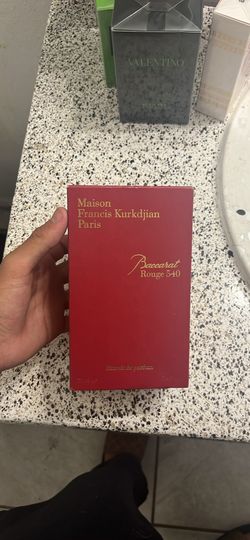 VALENTINO
Maison
Francis Kurkdjian
Paris
Baccarat
Rouge 540
Extrait de parfum